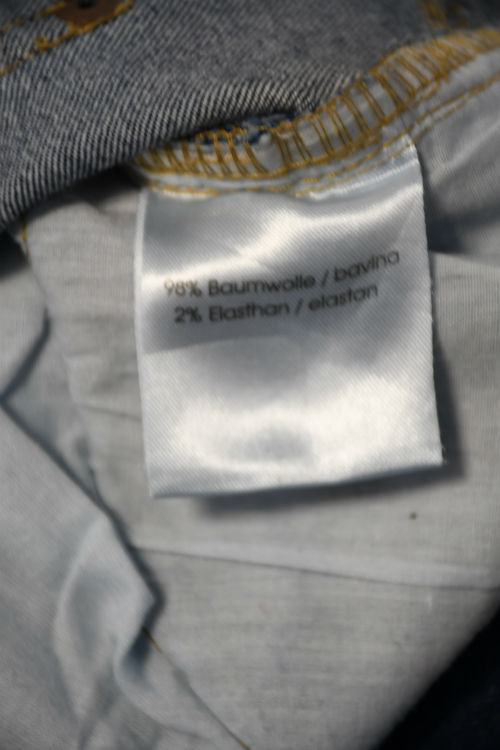 98% Baumwolle / bavlna
2% Elasthan / elastan